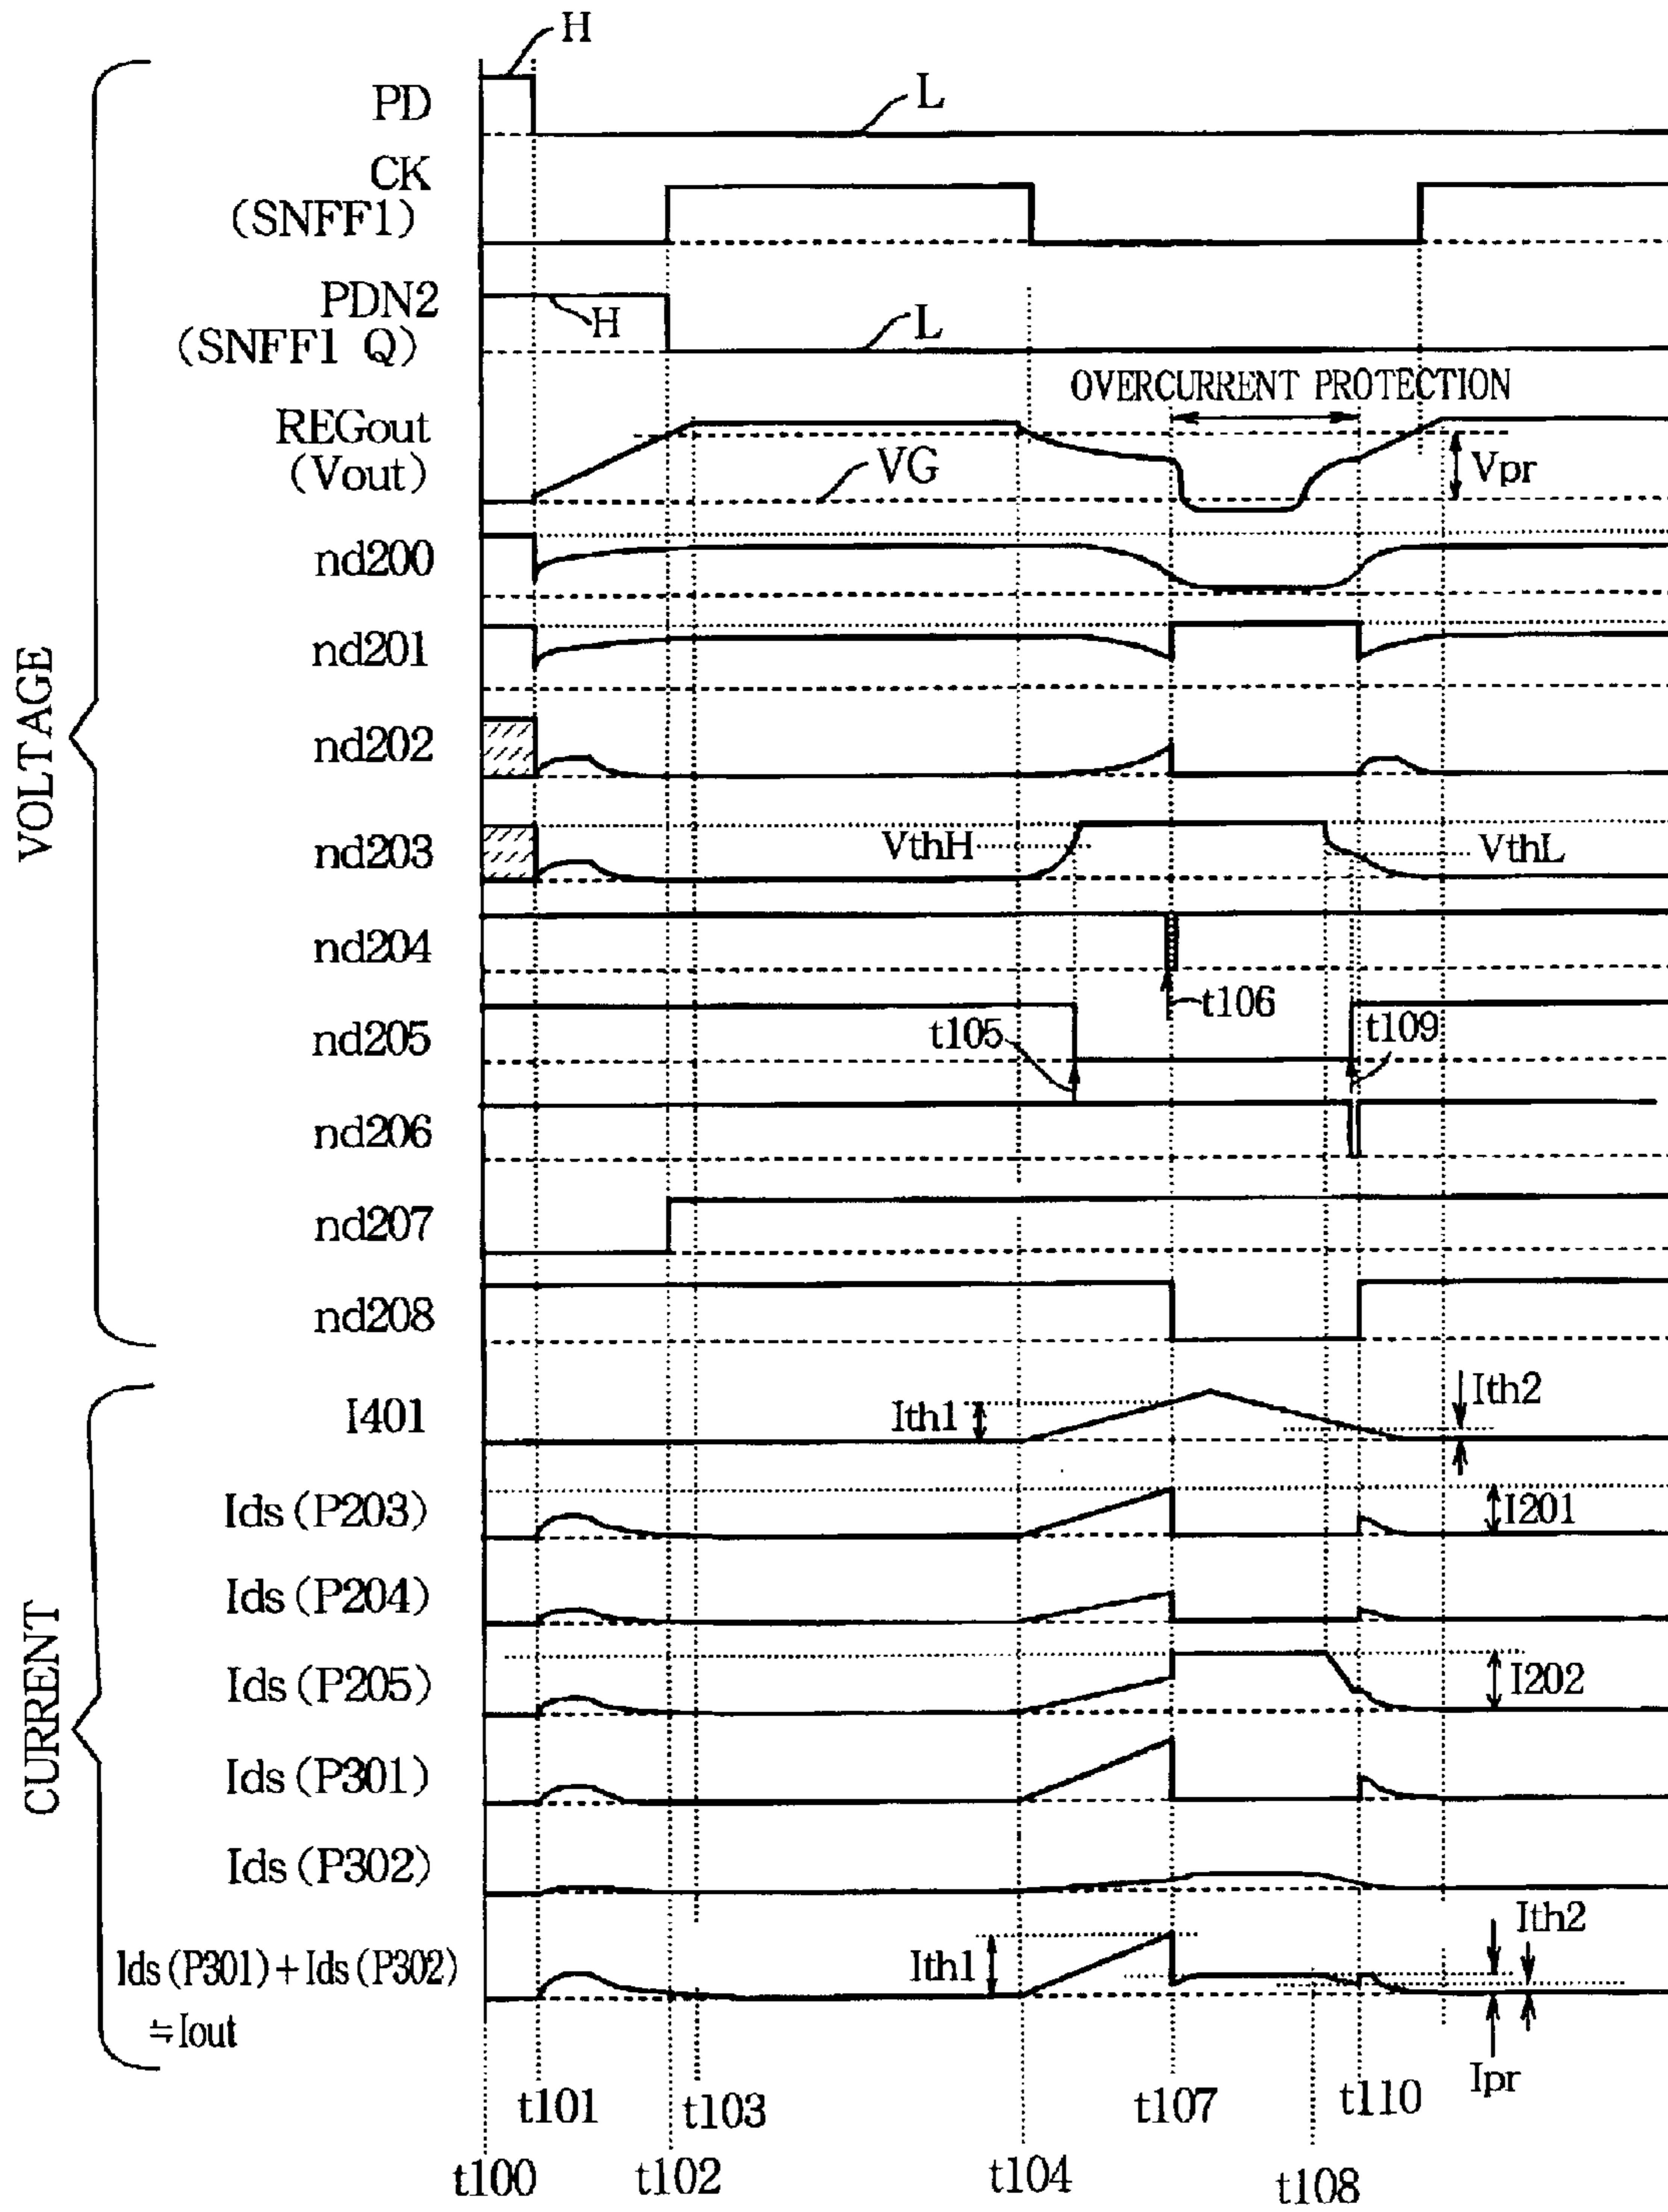 H
PD
L
CK
(SNFF1)
PDN2
(SNFF1 Q)
H
L
OVERCURRENT PROTECTION
REGout
(Vout)
VG
Vpr
nd200
nd201
nd202
nd203
VthH
VthL
nd204
t106
nd205
t105
t109
nd206
nd207
nd208
VOLTAGE
I401
Ith1
Ith2
Ids (P203)
I201
Ids (P204)
Ids (P205)
I202
Ids (P301)
Ids (P302)
Ids (P301) + Ids (P302)
≒ Iout
Ith1
Ith2
Ipr
CURRENT
t101
t103
t107
t110
t100
t102
t104
t108